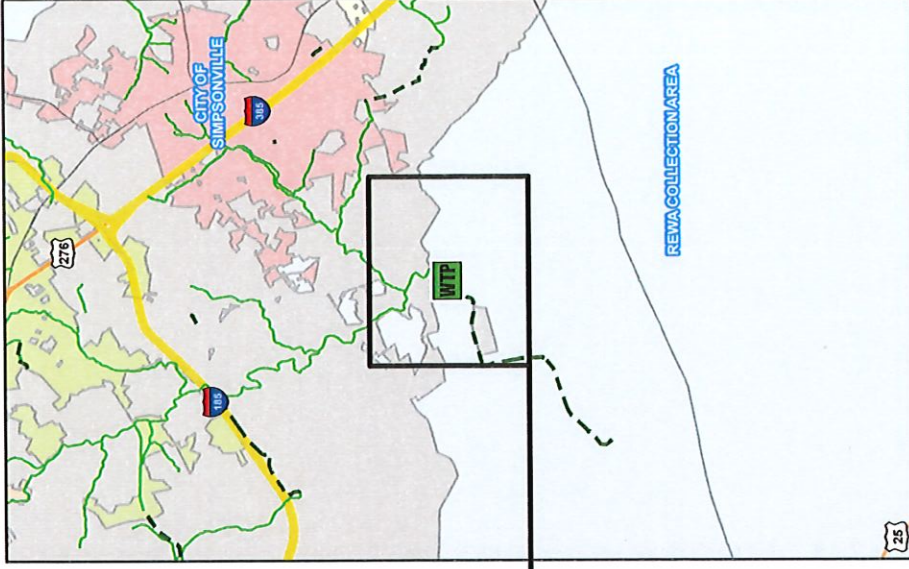 CITY OF
SIMPSONVILLE
385
276
185
WTP
REWA COLLECTION AREA
25